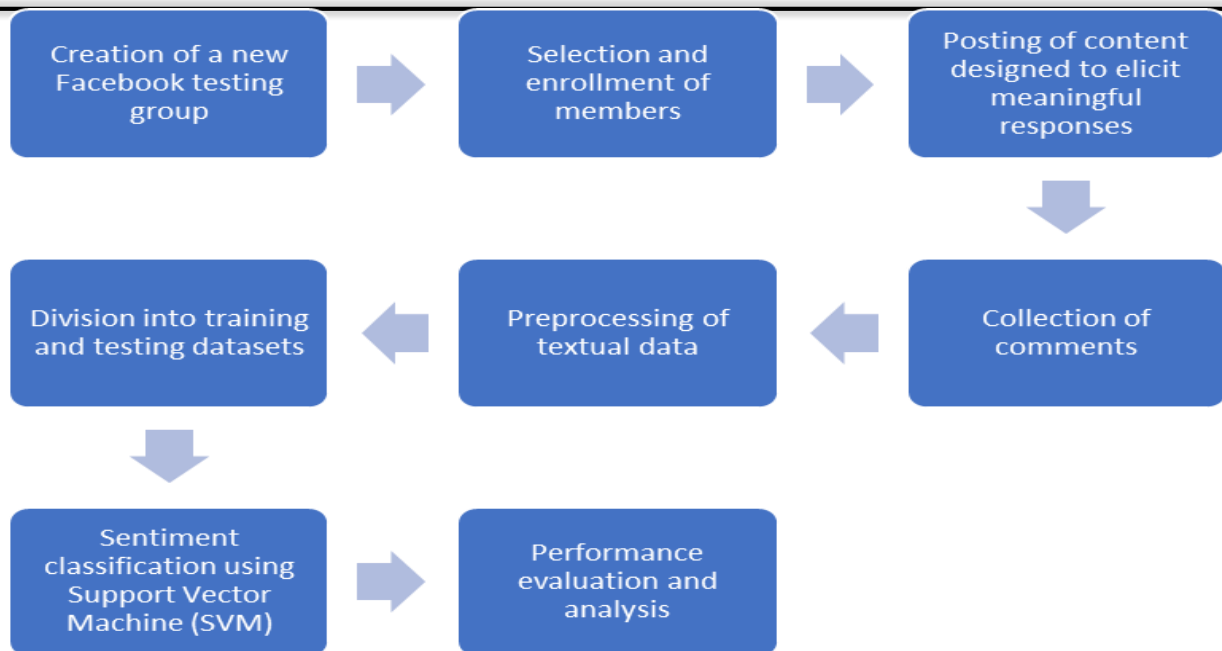 Creation of a new
Facebook testing
group
Selection and
enrollment of
members
Posting of content
designed to elicit
meaningful
responses
Collection of
comments
Preprocessing of
textual data
Division into training
and testing datasets
Sentiment
classification using
Support Vector
Machine (SVM)
Performance
evaluation and
analysis